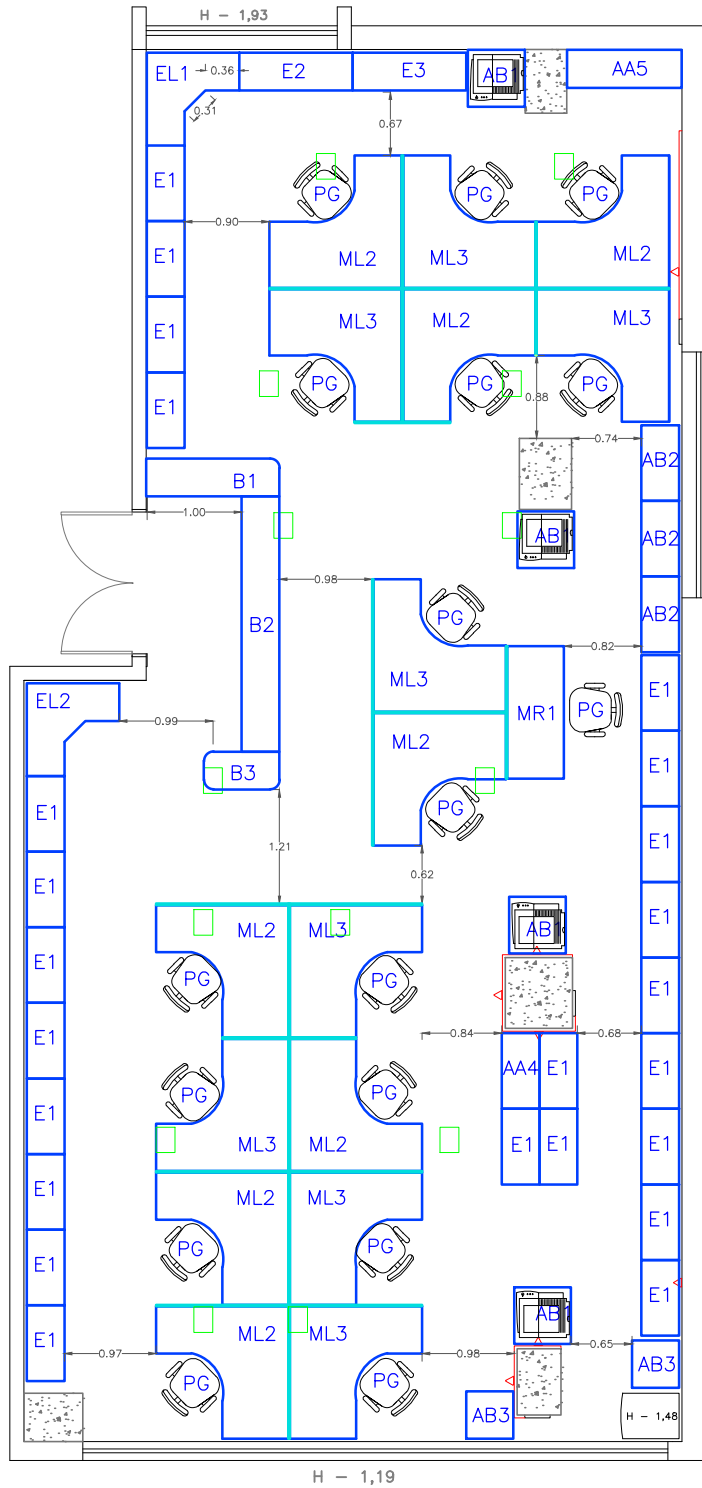 H - 1,93
EL1
0.36
E2
E3
AB1
AA5
0.31
0.67
E1
PG
PG
PG
0.90
E1
ML2
ML3
ML2
E1
ML3
ML2
ML3
E1
PG
PG
PG
0.88
0.74
AB2
B1
1.00
AB
AB2
0.98
AB2
B2
PG
0.82
ML3
E1
EL2
MR1
PG
0.99
ML2
E1
B3
E1
PG
E1
1.21
0.62
E1
E1
ML2
ML3
AB
E1
E1
PG
PG
0.84
0.68
E1
AA4
E1
E1
PG
PG
E1
ML3
ML2
E1
E1
E1
E1
ML2
ML3
E1
PG
PG
E1
E1
E1
ML2
ML3
AB1
E1
0.97
0.98
0.65
AB3
PG
PG
AB3
H - 1,48
H - 1,19